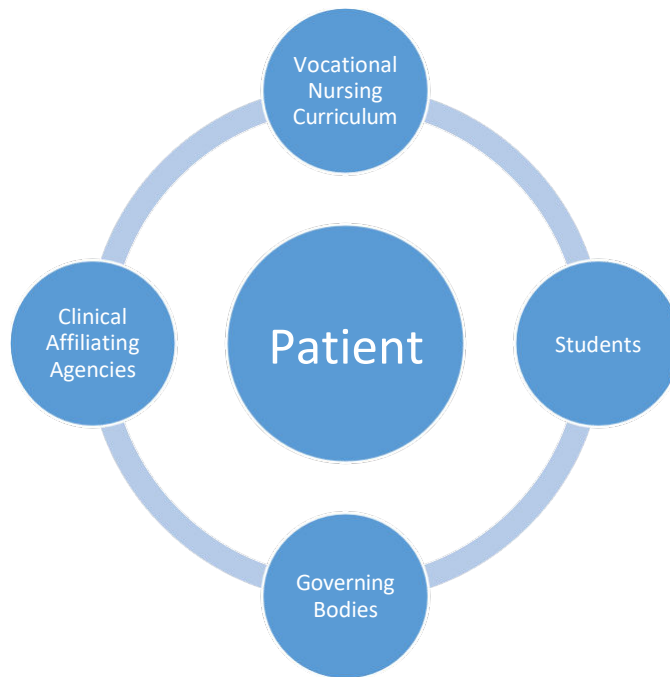 Vocational
Nursing
Curriculum
Clinical
Affiliating
Agencies
Patient
Students
Governing
Bodies